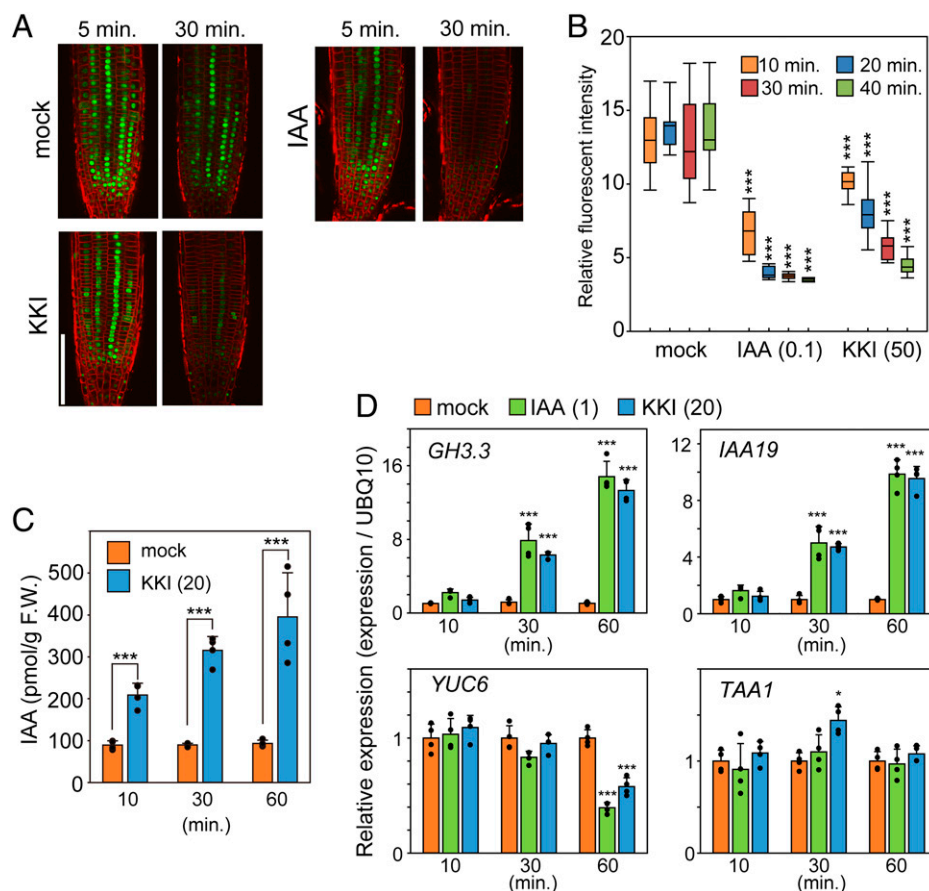 A
5 min.
30 min.
mock
KKI
5 min.
30 min.
IAA
B
Relative fluorescent intensity
20
15
10
5
0
10 min.
20 min.
30 min.
40 min.
***
***
***
***
***
***
***
***
mock
IAA (0.1)
KKI (50)
C
IAA (pmol/g F.W.)
500
400
300
200
100
0
mock
KKI (20)
***
***
***
10
30
60
(min.)
D
mock
IAA (1)
KKI (20)
Relative expression (expression / UBQ10)
GH3.3
16
8
0
***
***
***
***
10
30
60
(min.)
IAA19
12
8
4
0
***
***
***
***
10
30
60
(min.)
YUC6
1
0
***
***
10
30
60
(min.)
TAA1
1
0
*
10
30
60
(min.)